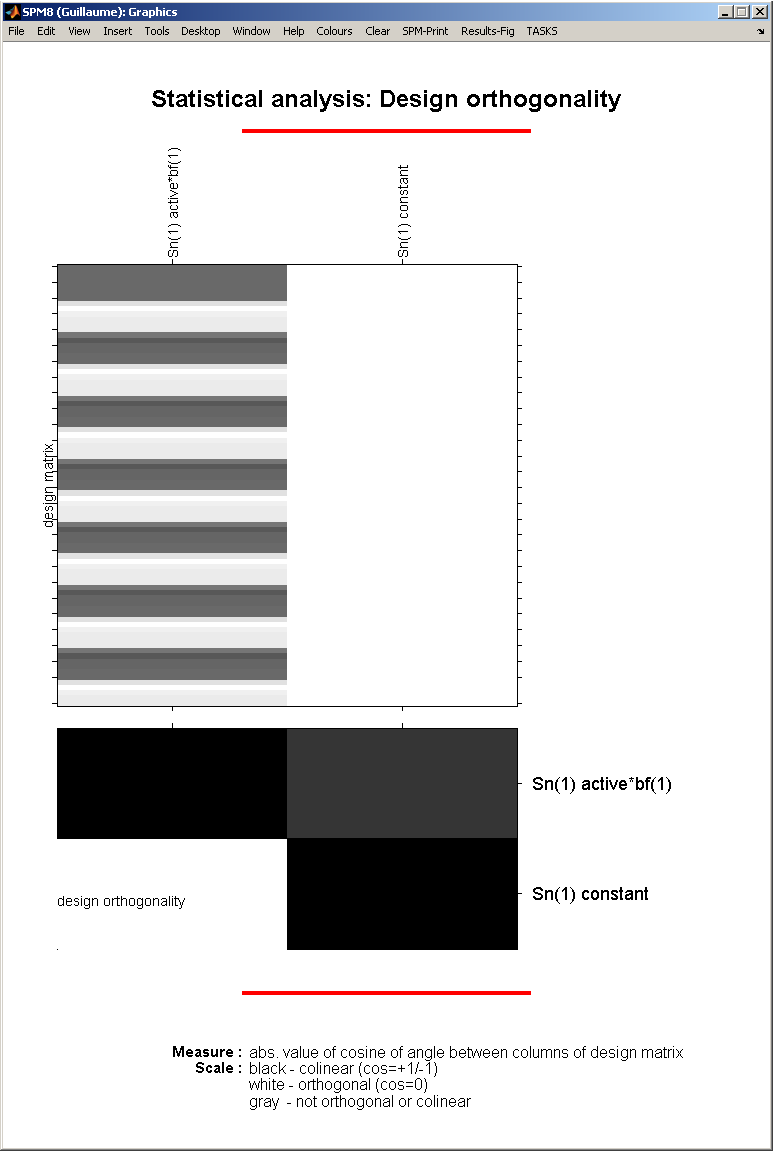 SPM8 (Guillaume): Graphics
File Edit View Insert Tools Desktop Window Help Colours Clear SPM-Print Results-Fig TASKS
Statistical analysis: Design orthogonality
Sn(1) active*bf(1)
Sn(1) constant
design matrix
Sn(1) active*bf(1)
Sn(1) constant
design orthogonality
Measure : abs. value of cosine of angle between columns of design matrix
Scale : black - colinear (cos=+1/-1)
white - orthogonal (cos=0)
gray - not orthogonal or colinear